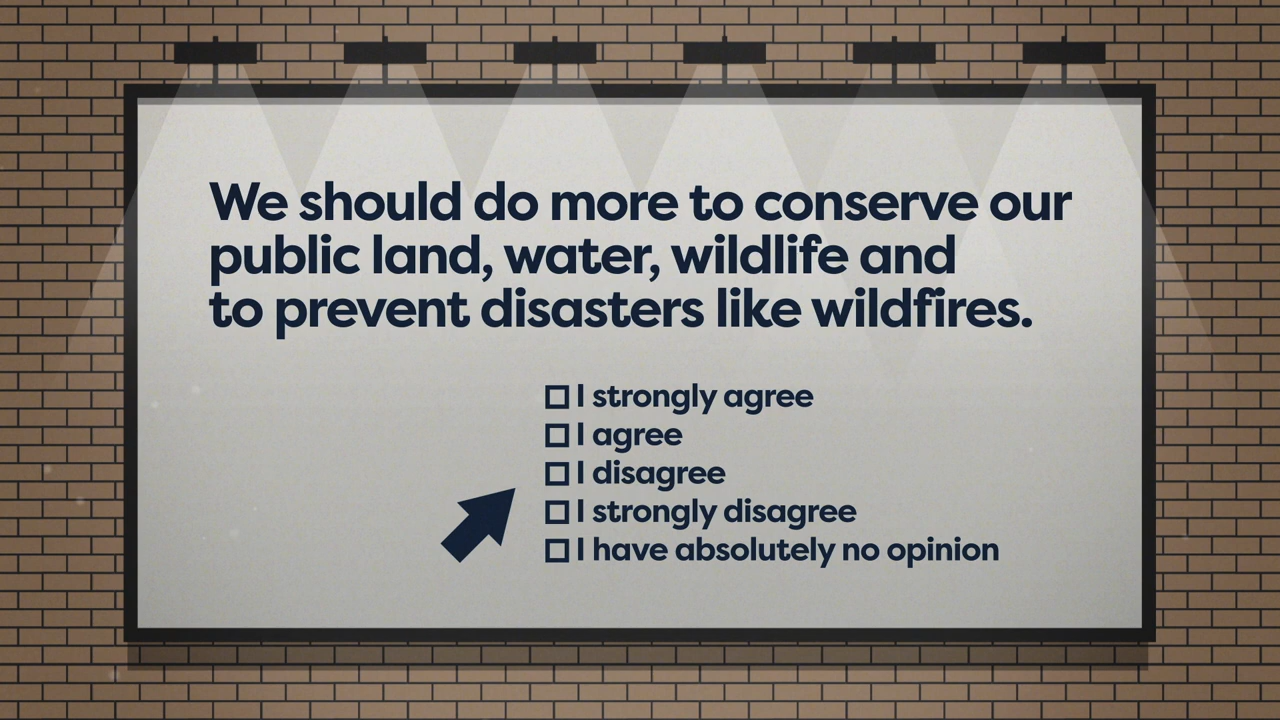 We should do more to conserve our
public land, water, wildlife and
to prevent disasters like wildfires.
I strongly agree
I agree
I disagree
I strongly disagree
I have absolutely no opinion